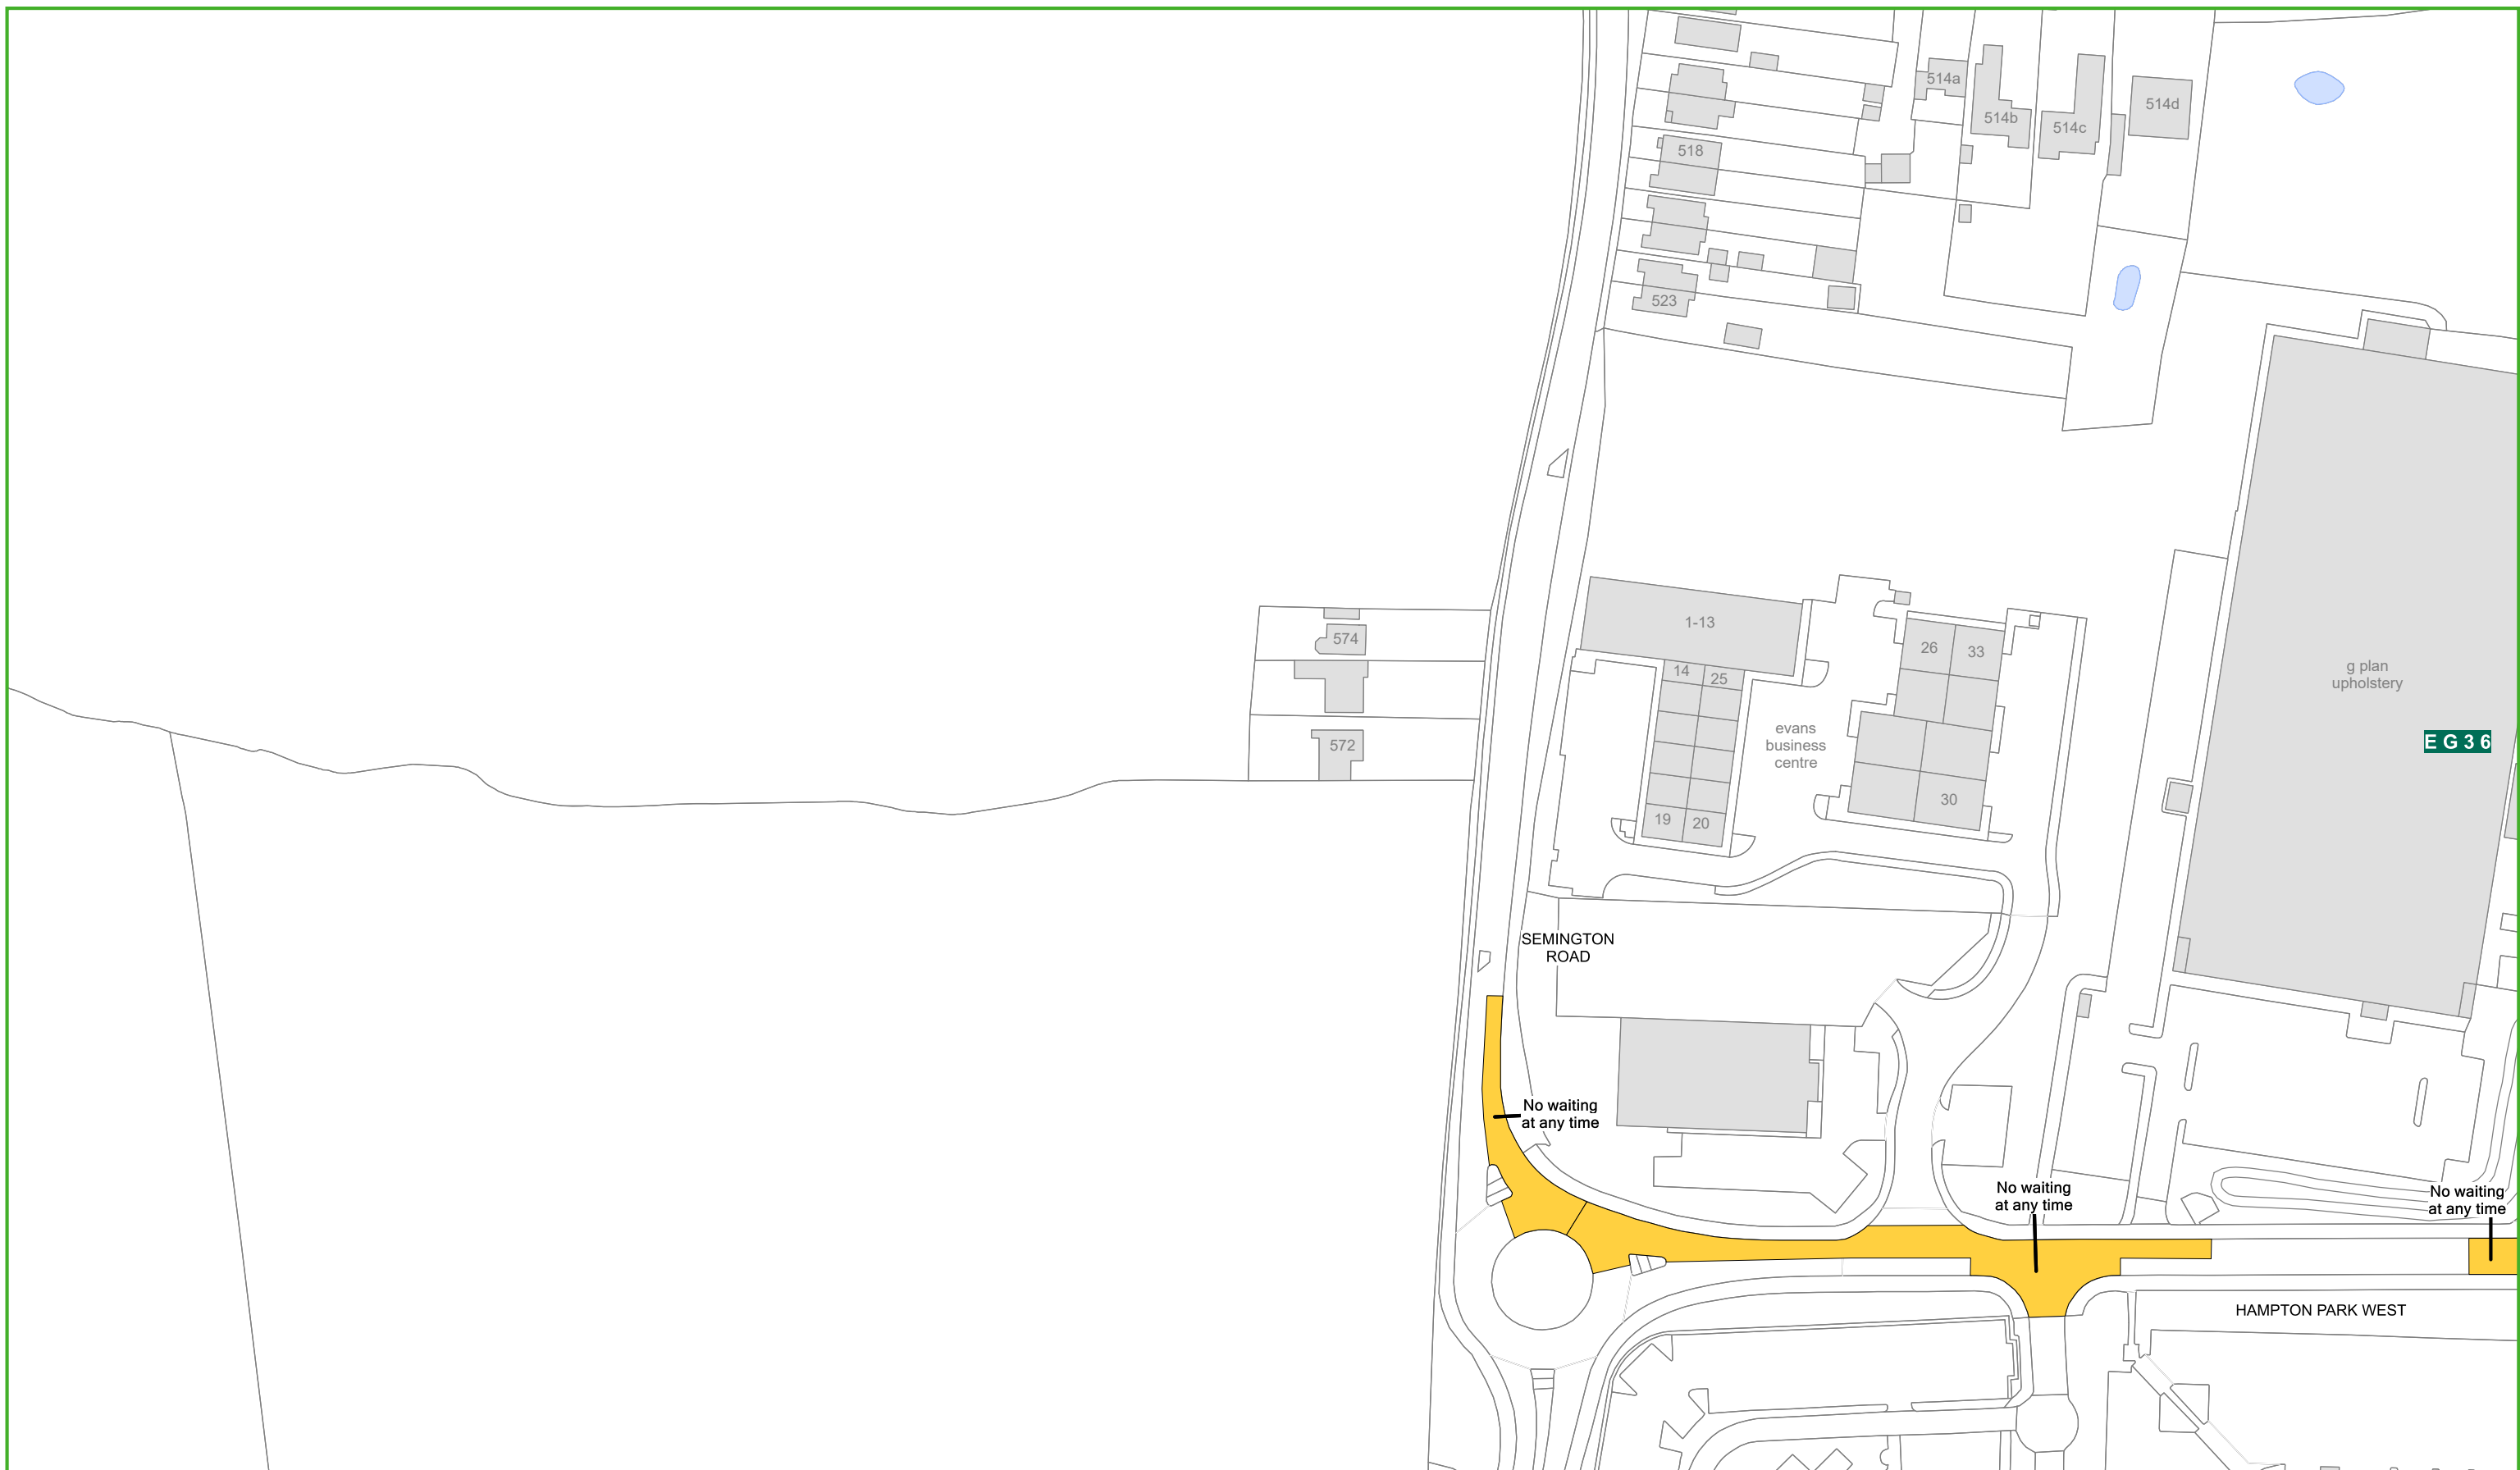 514a
514b
514c
514d
518
523
574
572
1-13
14
25
26
33
g plan
upholstery
evans
business
centre
E G 3 6
30
19
20
SEMINGTON
ROAD
No waiting
at any time
No waiting
at any time
No waiting
at any time
HAMPTON PARK WEST